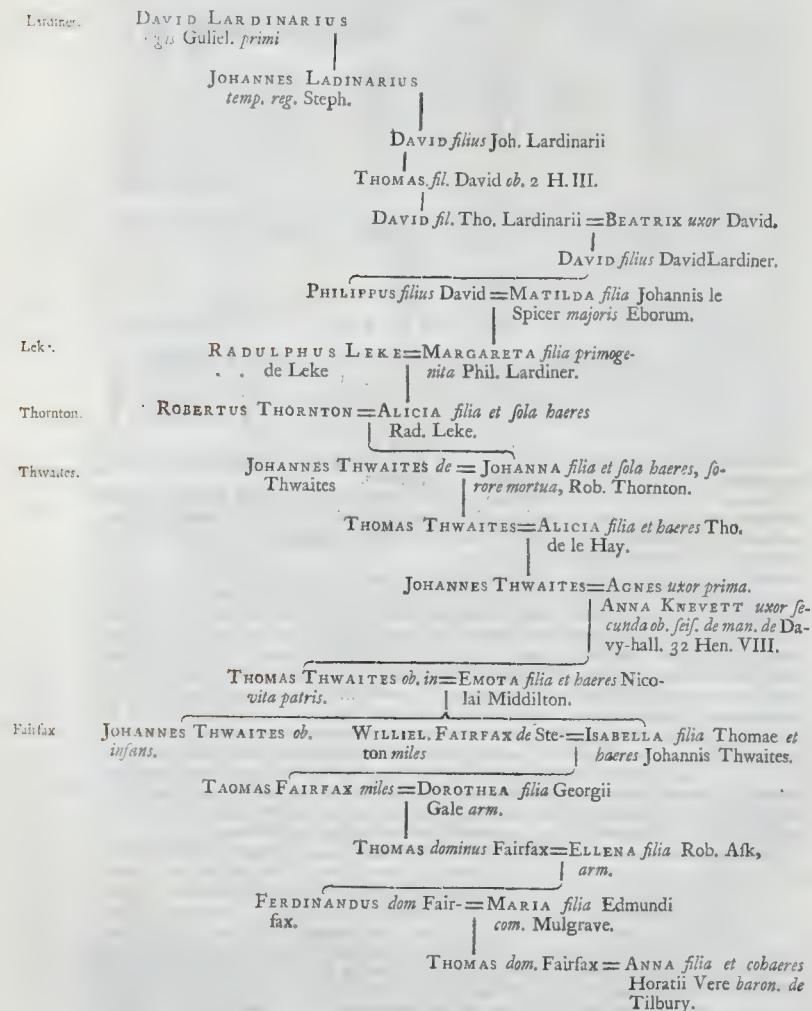 Lardiner. DAVID LARDINARIUS
gis Guliel. primi
JOHANNES LADINARIUS
temp. reg. Steph.
DAVID filius Joh. Lardinarii
THOMAS fil. David ob. 2 H. III.
DAVID fil. Tho. Lardinarii = BEATRIX uxor David.
DAVID filius David Lardiner.
PHILIPPUS filius David = MATILDA filia Johannis le
Spicer majoris Eborum.
Leke. RADULPHUS LEKE = MARGARETA filia primoge-
de Leke nita Phil. Lardiner.
Thornton. ROBERTUS THORNTON = ALICIA filia et ſola haeres
Rad. Leke.
Thwaites. JOHANNES THWAITES de = JOHANNA filia et ſola haeres, ſo-
Thwaites rore mortua, Rob. Thornton.
THOMAS THWAITES = ALICIA filia et haeres Tho.
de le Hay.
JOHANNES THWAITES = AGNES uxor prima.
ANNA KNEVETT uxor ſe-
cunda ob. ſeiſ. de man. de Da-
vy-hall. 32 Hen. VIII.
THOMAS THWAITES ob. in = EMOTA filia et haeres Nico-
vita patris. lai Middilton.
Fairfax JOHANNES THWAITES ob. WILLIEL. FAIRFAX de Ste- = ISABELLA filia Thomae et
infans. ton miles haeres Johannis Thwaites.
TAOMAS FAIRFAX miles = DOROTHEA filia Georgii
Gale arm.
THOMAS dominus Fairfax = ELLENA filia Rob. Aſk,
arm.
FERDINANDUS dom Fair- = MARIA filia Edmundi
fax. com. Mulgrave.
THOMAS dom. Fairfax = ANNA filia et cohaeres
Horatii Vere baron. de
Tilbury.